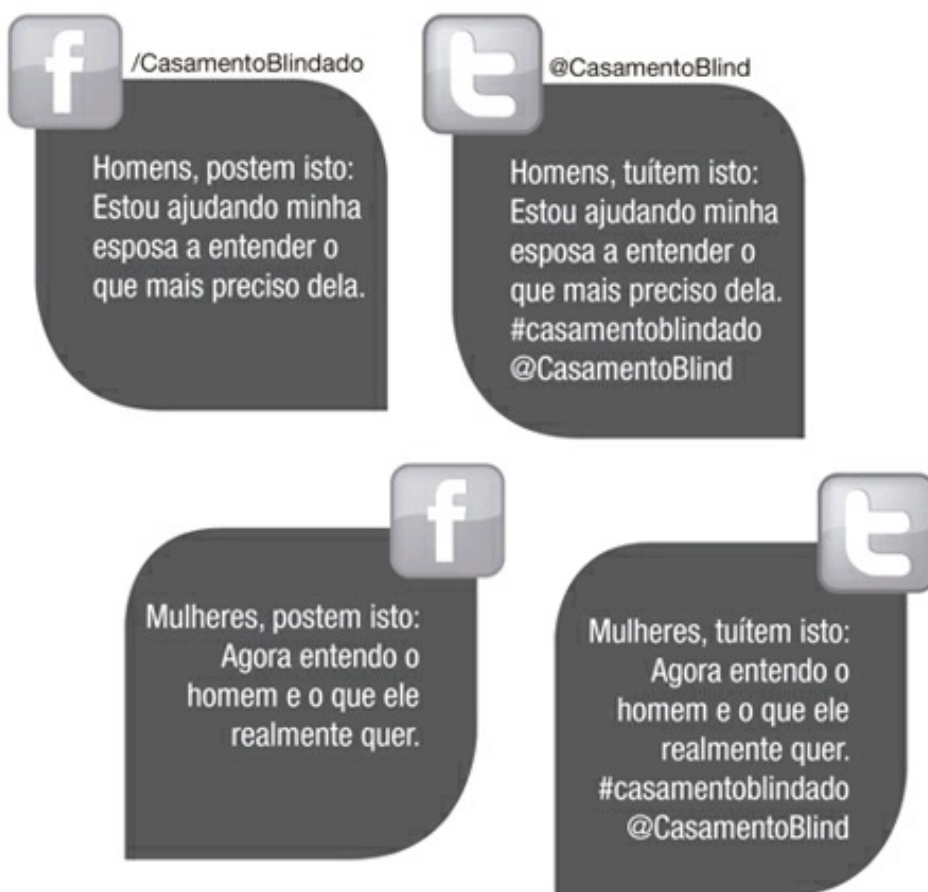 /CasamentoBlindado
Homens, postem isto:
Estou ajudando minha
esposa a entender o
que mais preciso dela.
@CasamentoBlind
Homens, tuítem isto:
Estou ajudando minha
esposa a entender o
que mais preciso dela.
#casamentoblindado
@CasamentoBlind
Mulheres, postem isto:
Agora entendo o
homem e o que ele
realmente quer.
Mulheres, tuítem isto:
Agora entendo o
homem e o que ele
realmente quer.
#casamentoblindado
@CasamentoBlind